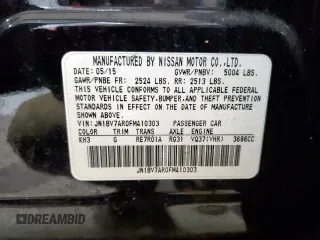 MANUFACTURED BY NISSAN MOTOR CO.,LTD.
DATE: 05/15 GVWR/PNBV: 5004 LBS.
GAWR/PNBE FR: 2524 LBS. RR: 2513 LBS.
THIS VEHICLE CONFORMS TO ALL APPLICABLE
FEDERAL MOTOR VEHICLE SAFETY,BUMPER,AND THEFT
PREVENTION STANDARDS IN EFFECT ON THE DATE
OF MANUFACTURE SHOWN ABOVE.
JN1BV7AR0FM410303 PASSENGER CAR
COLOR TRIM TRANS AXLE ENGINE
KH3 G RE7R01A RG31 VQ37(VHR) 3696CC
JN1BV7AR0FM410303
AUTOBIDMASTER